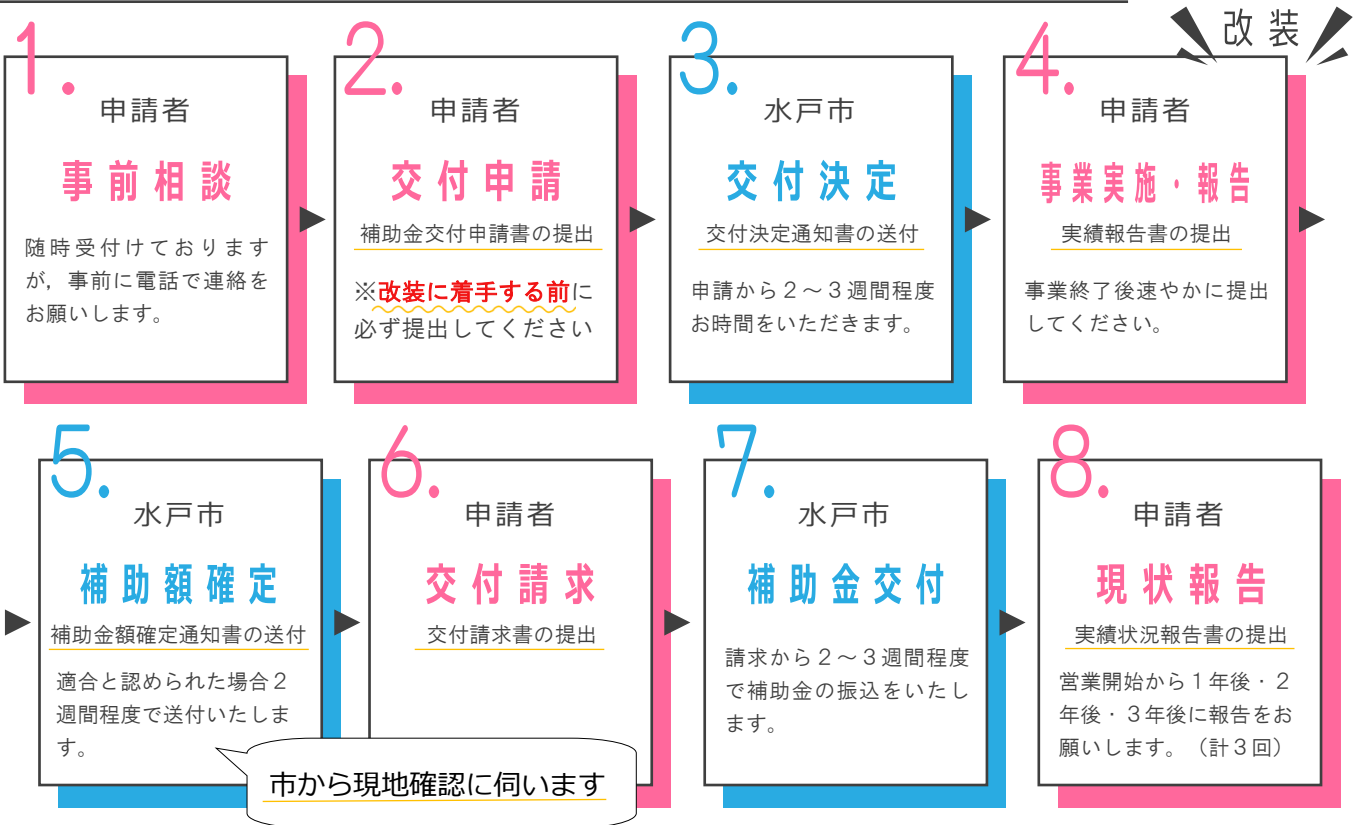 改装
1.
申請者
事前相談
随時受付けております
が，事前に電話で連絡を
お願いします。
2.
申請者
交付申請
補助金交付申請書の提出
※改装に着手する前に
必ず提出してください
3.
水戸市
交付決定
交付決定通知書の送付
申請から２～３週間程度
お時間をいただきます。
4.
申請者
事業実施・報告
実績報告書の提出
事業終了後速やかに提出
してください。
5.
水戸市
補助額確定
補助金額確定通知書の送付
適合と認められた場合２
週間程度で送付いたしま
す。
市から現地確認に伺います
6.
申請者
交付請求
交付請求書の提出
7.
水戸市
補助金交付
請求から２～３週間程度
で補助金の振込をいたし
ます。
8.
申請者
現状報告
実績状況報告書の提出
営業開始から１年後・２
年後・３年後に報告をお
願いします。（計３回）